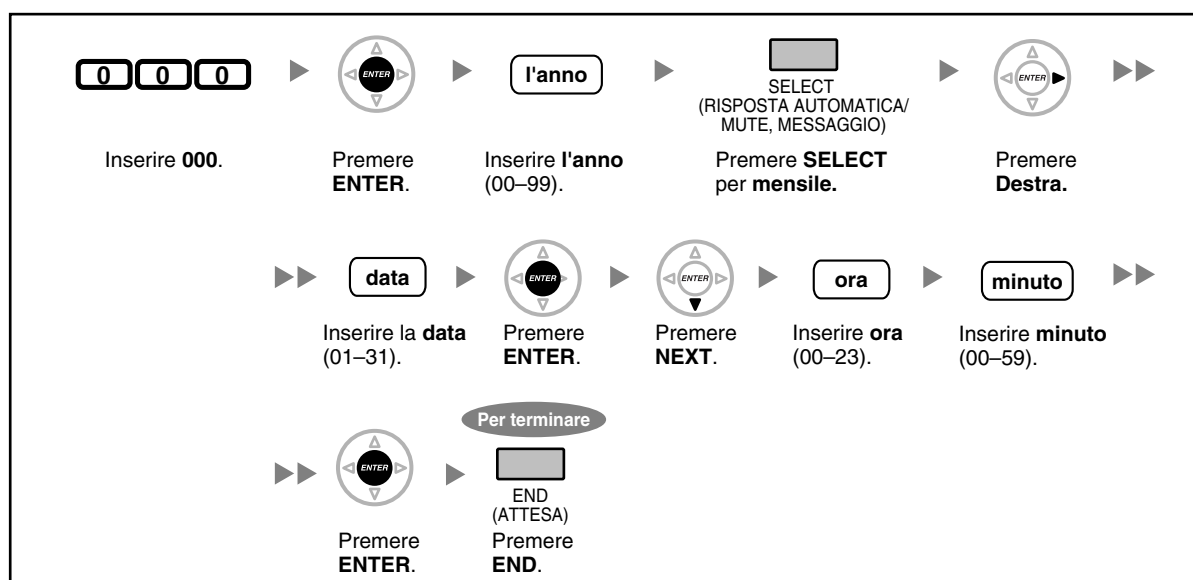 0 0 0
ENTER
l'anno
SELECT
(RISPOSTA AUTOMATICA/
MUTE, MESSAGGIO)
ENTER
Inserire 000.
Premere
ENTER.
Inserire l'anno
(00–99).
Premere SELECT
per mensile.
Premere
Destra.
data
ENTER
ENTER
ora
minuto
Inserire la data
(01–31).
Premere
ENTER.
Premere
NEXT.
Inserire ora
(00–23).
Inserire minuto
(00–59).
Per terminare
ENTER
END
(ATTESA)
Premere
ENTER.
Premere
END.